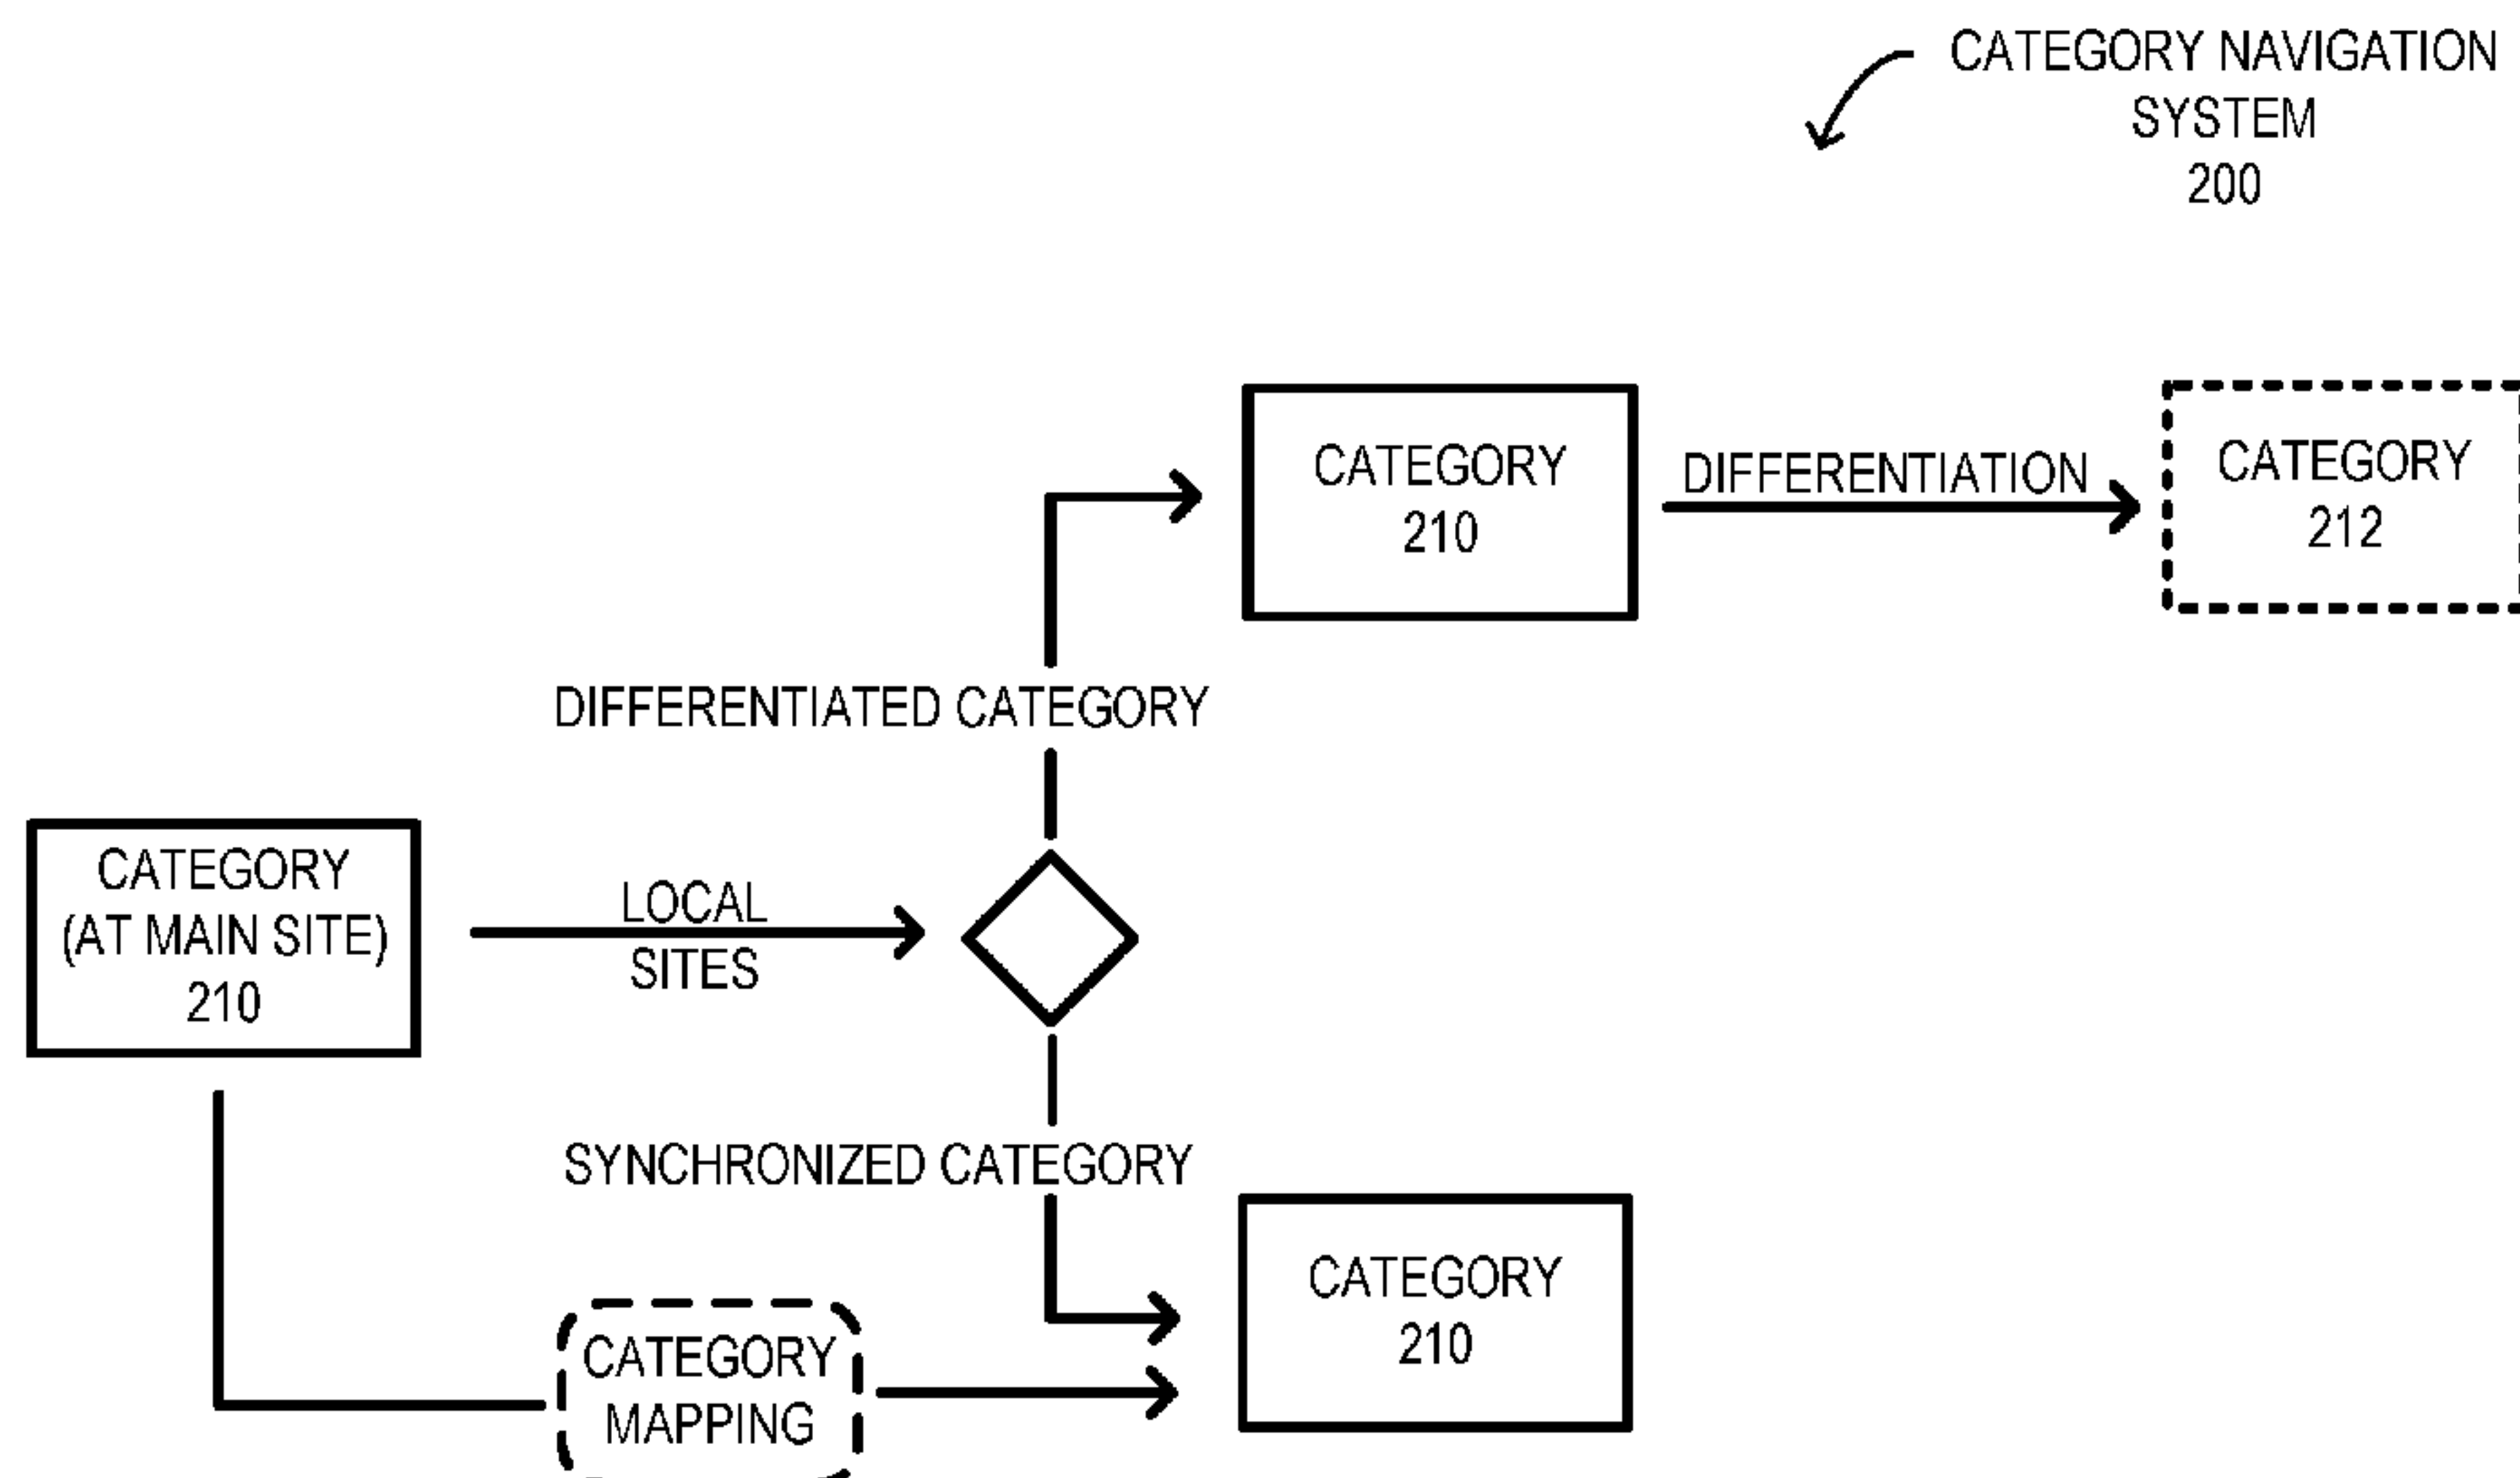 CATEGORY NAVIGATION
SYSTEM
200
CATEGORY
210
DIFFERENTIATION
CATEGORY
212
DIFFERENTIATED CATEGORY
CATEGORY
(AT MAIN SITE)
210
LOCAL
SITES
SYNCHRONIZED CATEGORY
CATEGORY
210
CATEGORY
MAPPING